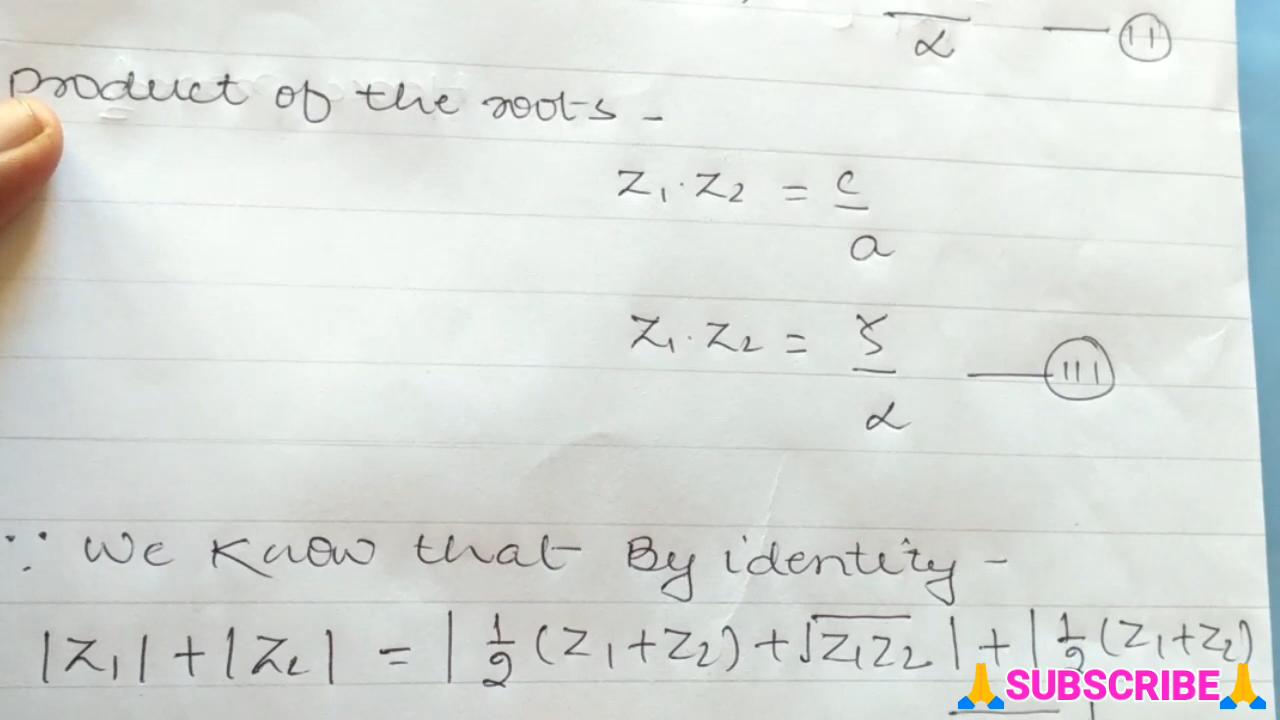 α — (II)
Product of the roots -
Z₁·Z₂ = c/a
Z₁·Z₂ = γ/α — (III)
∵ We Know that By identity -
|Z₁| + |Z₂| = |1/2 (Z₁+Z₂) + √Z₁Z₂| + |1/2 (Z₁+Z₂)
🙏SUBSCRIBE🙏